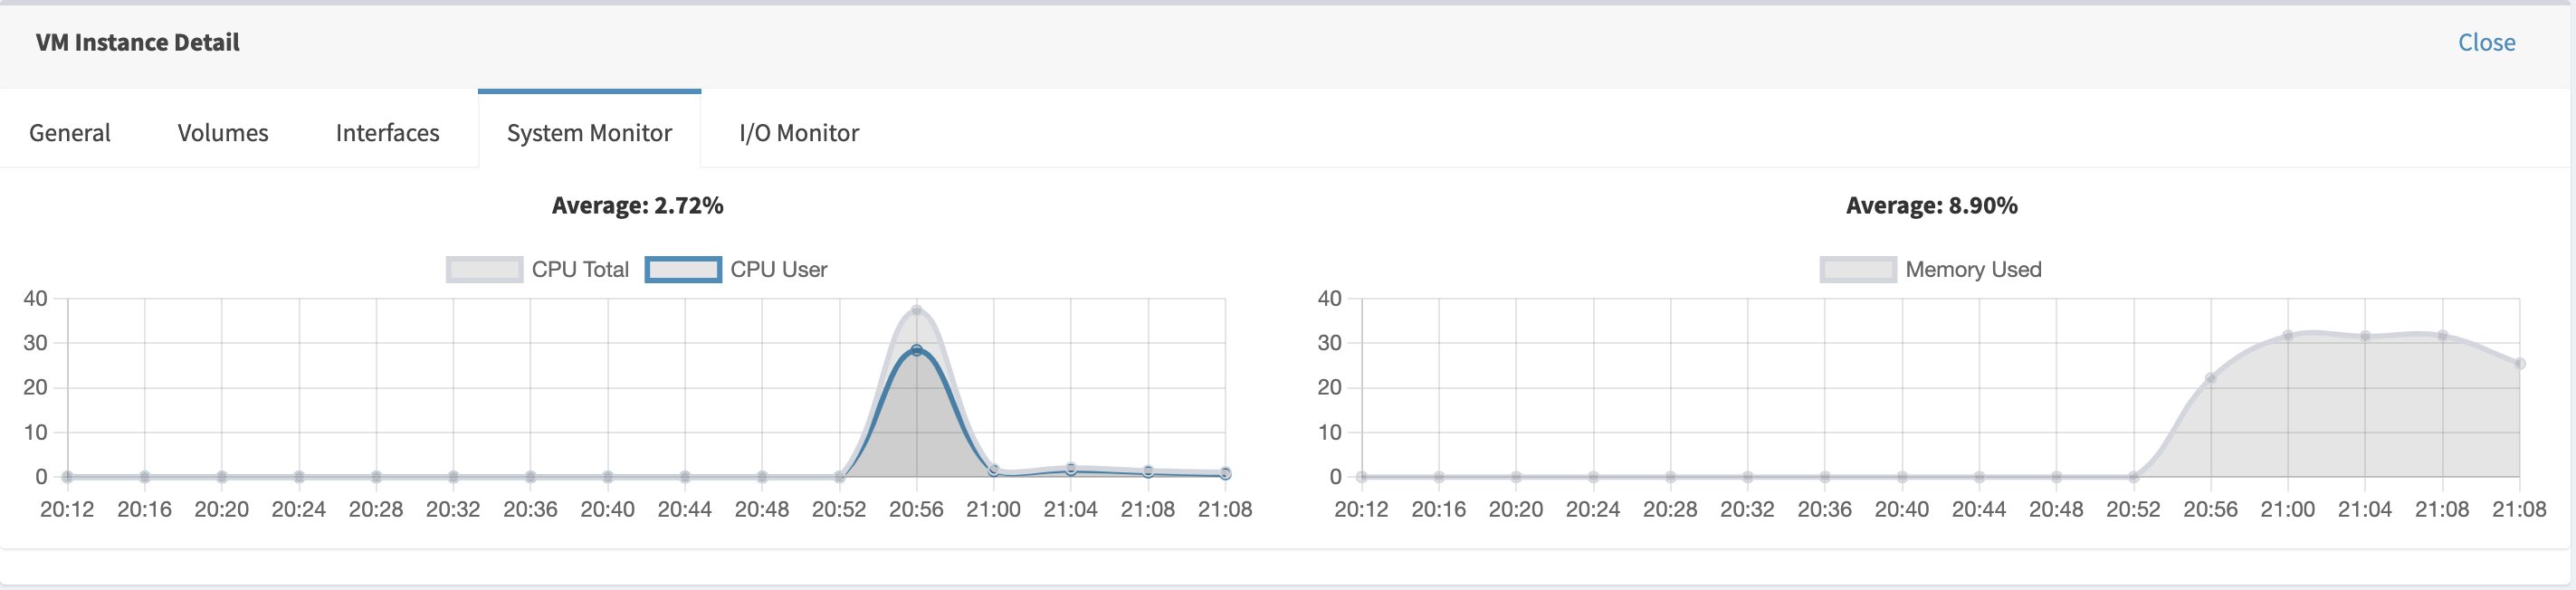 VM Instance Detail Close
General Volumes Interfaces System Monitor I/O Monitor
Average: 2.72%
CPU Total CPU User
40
30
20
10
0
20:12 20:16 20:20 20:24 20:28 20:32 20:36 20:40 20:44 20:48 20:52 20:56 21:00 21:04 21:08 21:08
Average: 8.90%
Memory Used
40
30
20
10
0
20:12 20:16 20:20 20:24 20:28 20:32 20:36 20:40 20:44 20:48 20:52 20:56 21:00 21:04 21:08 21:08